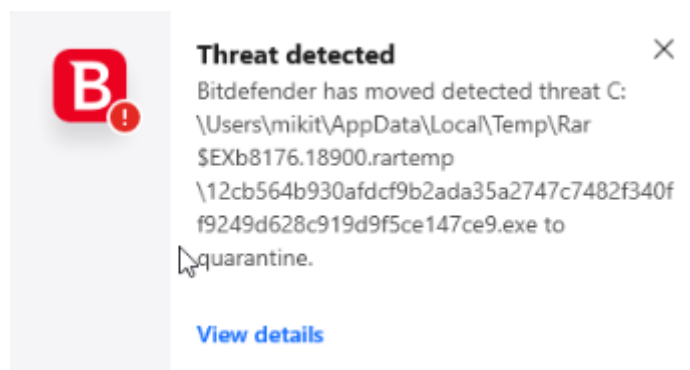 B
!
Threat detected
Bitdefender has moved detected threat C:
\Users\mikit\AppData\Local\Temp\Rar
$EXb8176.18900.rartemp
\12cb564b930afdcf9b2ada35a2747c7482f340f
f9249d628c919d9f5ce147ce9.exe to
quarantine.
View details